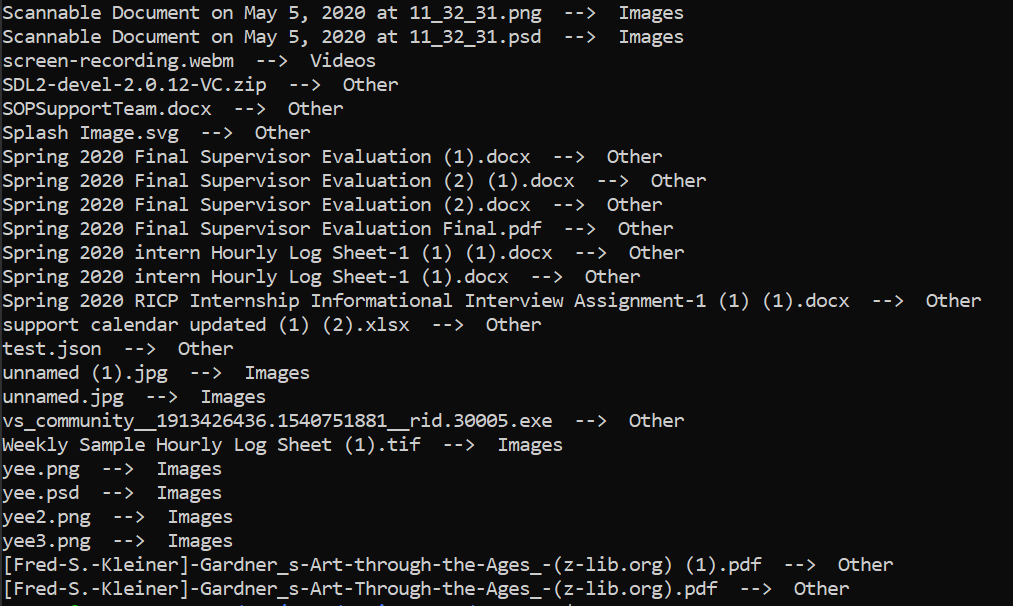 Scannable Document on May 5, 2020 at 11_32_31.png  -->  Images
Scannable Document on May 5, 2020 at 11_32_31.psd  -->  Images
screen-recording.webm  -->  Videos
SDL2-devel-2.0.12-VC.zip  -->  Other
SOPSupportTeam.docx  -->  Other
Splash Image.svg  -->  Other
Spring 2020 Final Supervisor Evaluation (1).docx  -->  Other
Spring 2020 Final Supervisor Evaluation (2) (1).docx  -->  Other
Spring 2020 Final Supervisor Evaluation (2).docx  -->  Other
Spring 2020 Final Supervisor Evaluation Final.pdf  -->  Other
Spring 2020 intern Hourly Log Sheet-1 (1) (1).docx  -->  Other
Spring 2020 intern Hourly Log Sheet-1 (1).docx  -->  Other
Spring 2020 RICP Internship Informational Interview Assignment-1 (1) (1).docx  -->  Other
support calendar updated (1) (2).xlsx  -->  Other
test.json  -->  Other
unnamed (1).jpg  -->  Images
unnamed.jpg  -->  Images
vs_community__1913426436.1540751881__rid.30005.exe  -->  Other
Weekly Sample Hourly Log Sheet (1).tif  -->  Images
yee.png  -->  Images
yee.psd  -->  Images
yee2.png  -->  Images
yee3.png  -->  Images
[Fred-S.-Kleiner]-Gardner_s-Art-through-the-Ages_-(z-lib.org) (1).pdf  -->  Other
[Fred-S.-Kleiner]-Gardner_s-Art-Through-the-Ages_-(z-lib.org).pdf  -->  Other